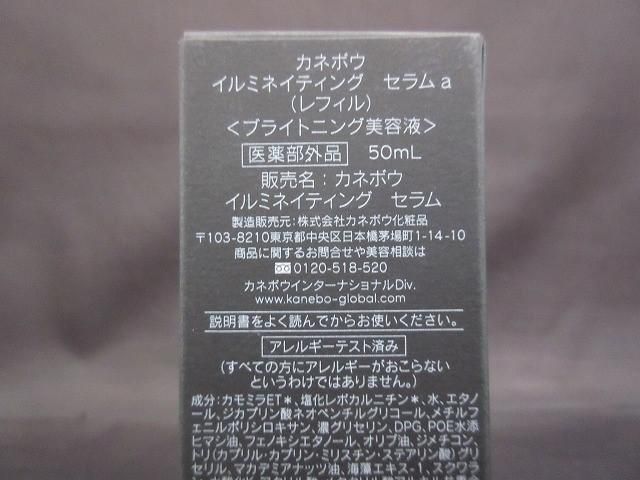 カネボウ
イルミネイティング　セラムa
（レフィル）
＜ブライトニング美容液＞
医薬部外品　50mL
販売名：カネボウ
イルミネイティング　セラム
製造販売元：株式会社カネボウ化粧品
〒103-8210東京都中央区日本橋茅場町1-14-10
商品に関するお問合せや美容相談は
0120-518-520
カネボウインターナショナルDiv.
www.kanebo-global.com
説明書をよく読んでからお使いください。
アレルギーテスト済み
（すべての方にアレルギーがおこらない
というわけではありません。）
成分：カモミラET＊、塩化レボカルニチン＊、水、エタノ
ール、ジカプリン酸ネオペンチルグリコール、メチルフ
ェニルポリシロキサン、濃グリセリン、DPG、POE水添
ヒマシ油、フェノキシエタノール、オリブ油、ジメチコン、
トリ（カプリル・カプリン・ミリスチン・ステアリン酸）グリ
セリル、マカデミアナッツ油、海藻エキス-1、スクワラ